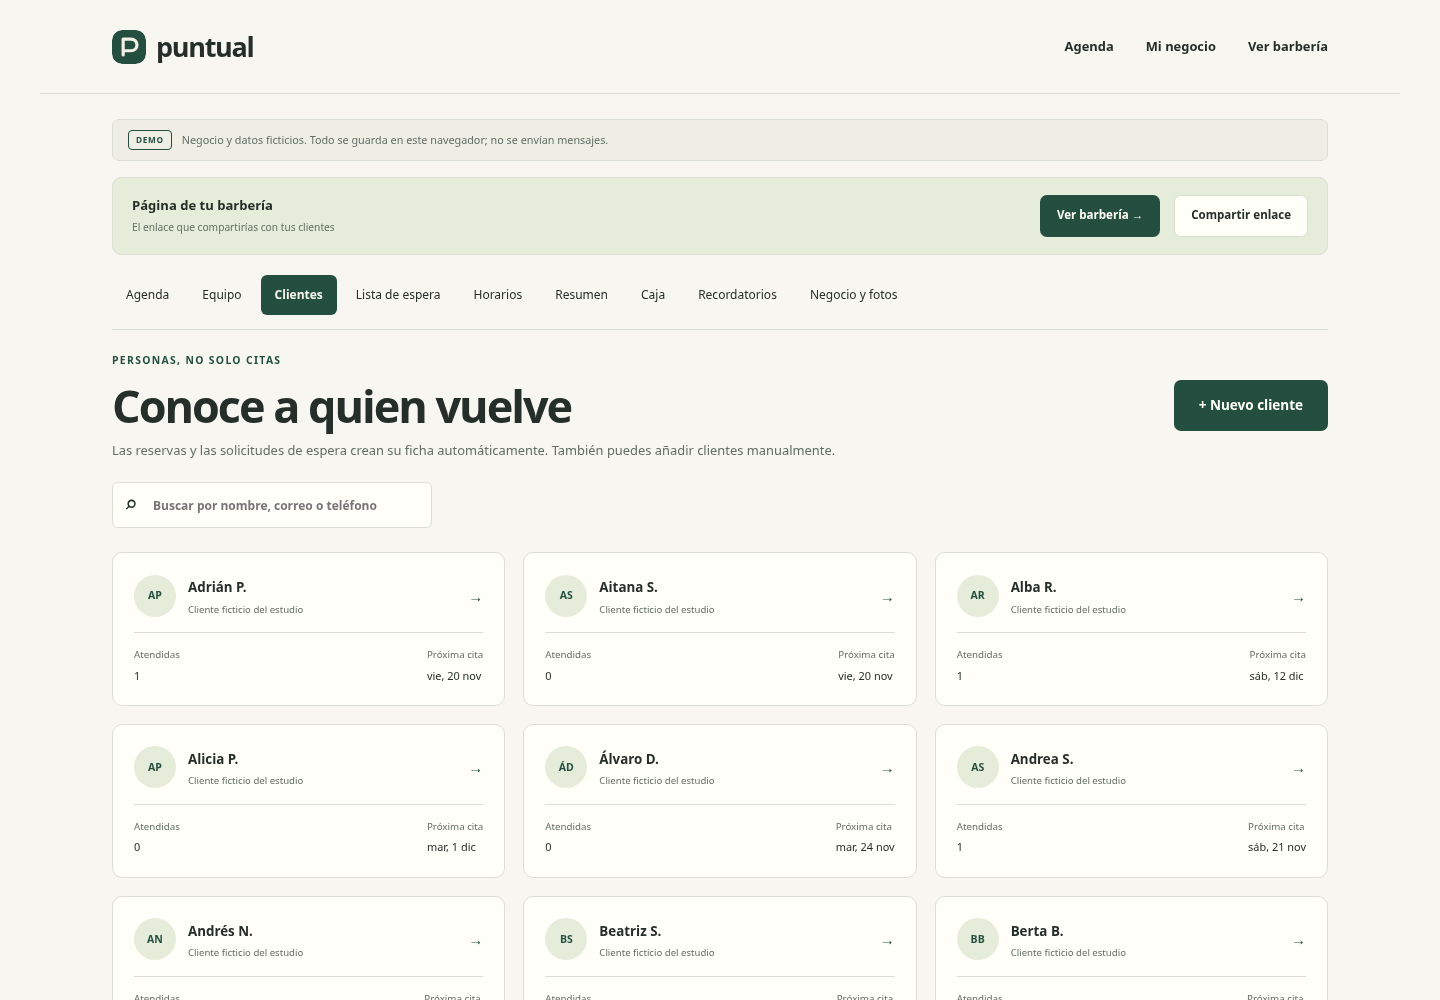 puntual
Agenda Mi negocio Ver barbería
DEMO Negocio y datos ficticios. Todo se guarda en este navegador; no se envían mensajes.
Página de tu barbería
El enlace que compartirías con tus clientes
Ver barbería → Compartir enlace
Agenda Equipo Clientes Lista de espera Horarios Resumen Caja Recordatorios Negocio y fotos
PERSONAS, NO SOLO CITAS
Conoce a quien vuelve
+ Nuevo cliente
Las reservas y las solicitudes de espera crean su ficha automáticamente. También puedes añadir clientes manualmente.
Buscar por nombre, correo o teléfono
AP Adrián P.
Cliente ficticio del estudio
→
Atendidas Próxima cita
1 vie, 20 nov
AS Aitana S.
Cliente ficticio del estudio
→
Atendidas Próxima cita
0 vie, 20 nov
AR Alba R.
Cliente ficticio del estudio
→
Atendidas Próxima cita
1 sáb, 12 dic
AP Alicia P.
Cliente ficticio del estudio
→
Atendidas Próxima cita
0 mar, 1 dic
ÁD Álvaro D.
Cliente ficticio del estudio
→
Atendidas Próxima cita
0 mar, 24 nov
AS Andrea S.
Cliente ficticio del estudio
→
Atendidas Próxima cita
1 sáb, 21 nov
AN Andrés N.
Cliente ficticio del estudio
→
Atendidas Próxima cita
BS Beatriz S.
Cliente ficticio del estudio
→
Atendidas Próxima cita
BB Berta B.
Cliente ficticio del estudio
→
Atendidas Próxima cita